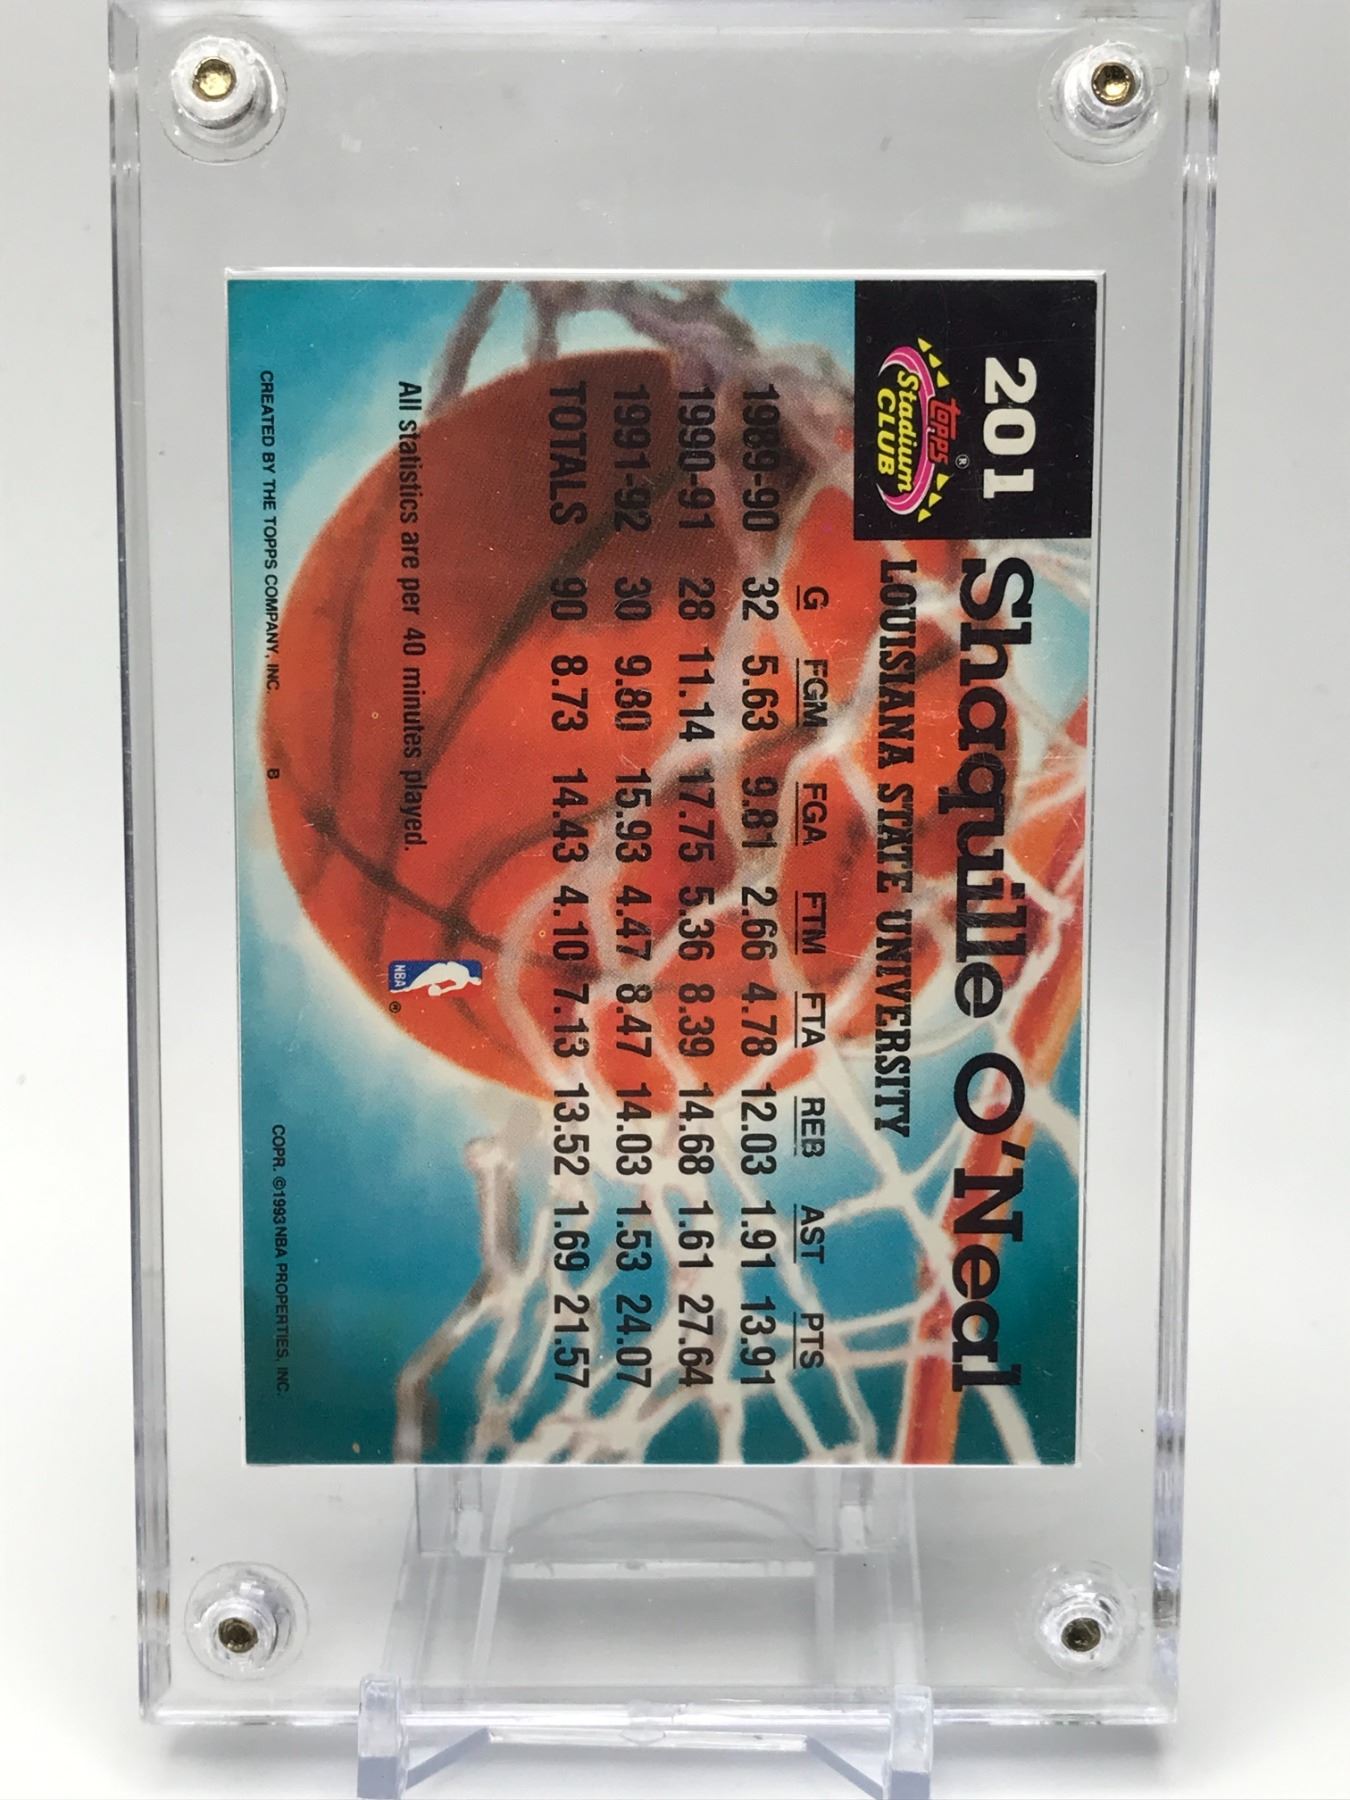 201
Shaquille O'Neal
TOPPS ®
Stadium
CLUB
LOUISIANA STATE UNIVERSITY
G FGM FGA FTM FTA REB AST PTS
1989-90 32 5.63 9.81 2.66 4.78 12.03 1.91 13.91
1990-91 28 11.14 17.75 5.36 8.39 14.68 1.61 27.64
1991-92 30 9.80 15.93 4.47 8.47 14.03 1.53 24.07
TOTALS 90 8.73 14.43 4.10 7.13 13.52 1.69 21.57
All statistics are per 40 minutes played.
NBA ®
CREATED BY THE TOPPS COMPANY, INC. B COPR. ©1993 NBA PROPERTIES, INC.